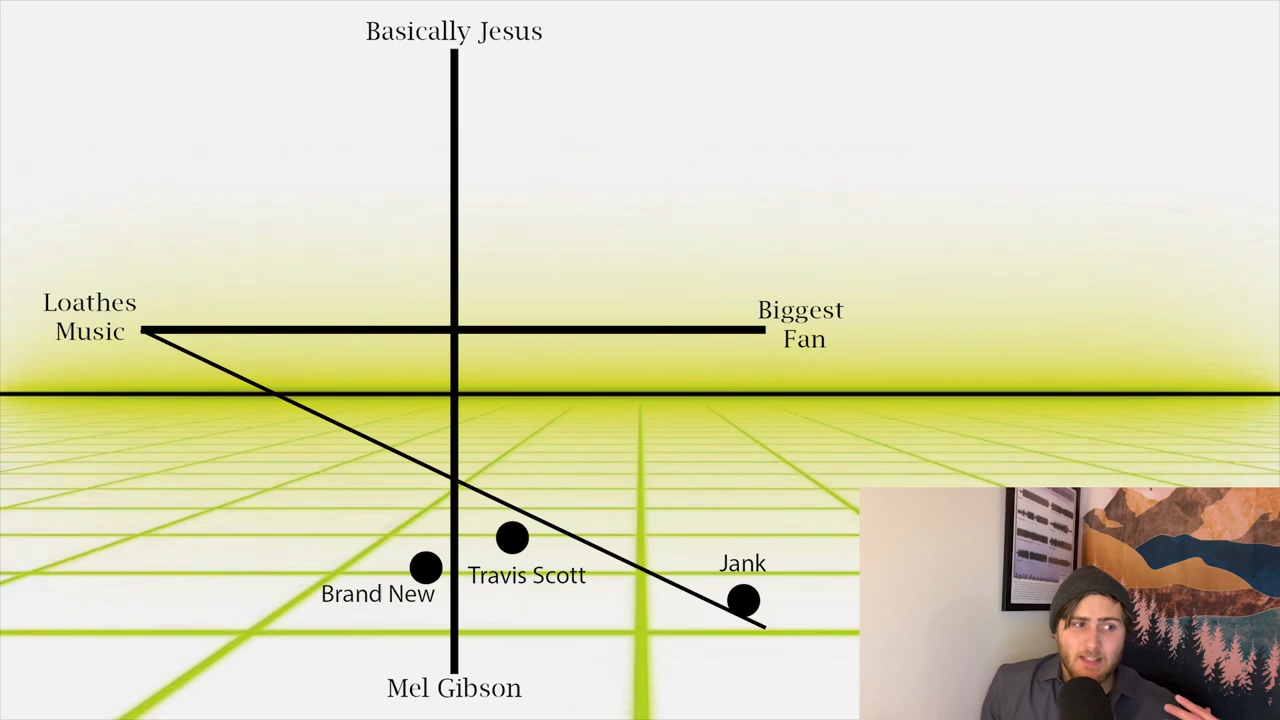 Basically Jesus
Loathes
Music
Biggest
Fan
Jank
Travis Scott
Brand New
Mel Gibson